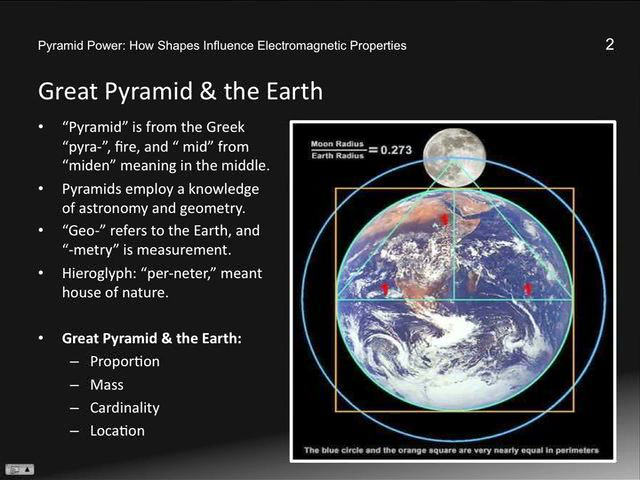 Pyramid Power: How Shapes Influence Electromagnetic Properties
2
Great Pyramid & the Earth
• “Pyramid” is from the Greek
“pyra-”, fire, and “ mid” from
“miden” meaning in the middle.
• Pyramids employ a knowledge
of astronomy and geometry.
• “Geo-” refers to the Earth, and
“-metry” is measurement.
• Hieroglyph: “per-neter,” meant
house of nature.
• Great Pyramid & the Earth:
– Proportion
– Mass
– Cardinality
– Location
Moon Radius
Earth Radius
=0.273
1
1
1
The blue circle and the orange square are very nearly equal in perimeters